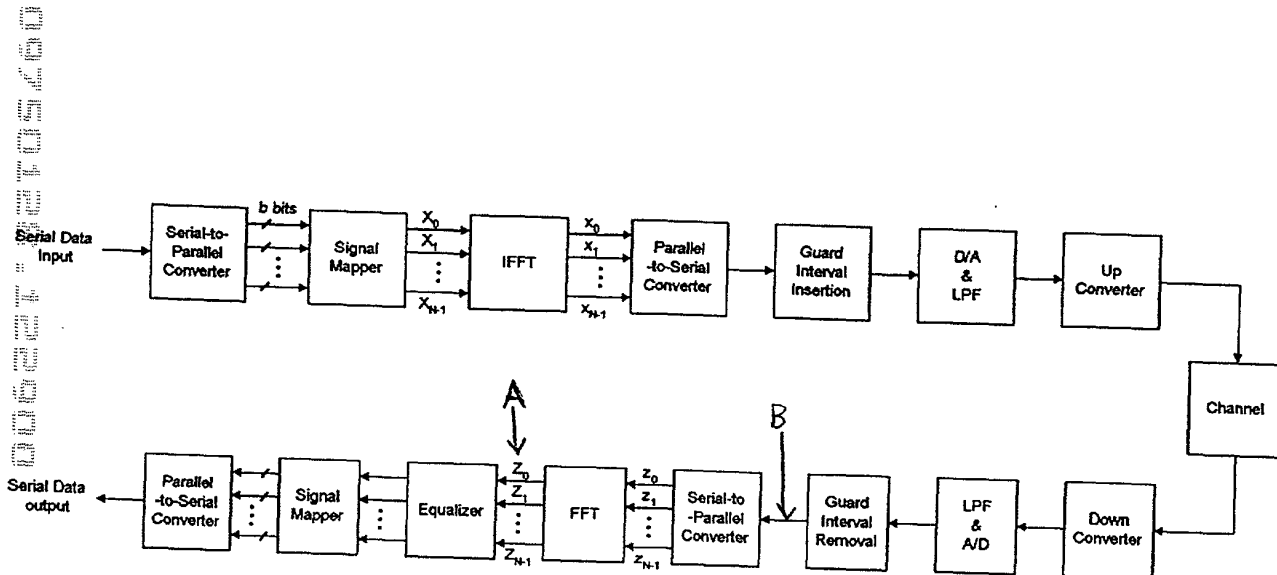 b bits
Serial Data
Input
Serial-to-
Parallel
Converter
Signal
Mapper
X0
X1
XN-1
IFFT
x0
x1
xN-1
Parallel
-to-Serial
Converter
Guard
Interval
Insertion
D/A
&
LPF
Up
Converter
Channel
A
B
Serial Data
output
Parallel
-to-Serial
Converter
Signal
Mapper
Equalizer
Z0
Z1
ZN-1
FFT
z0
z1
zN-1
Serial-to
-Parallel
Converter
Guard
Interval
Removal
LPF
&
A/D
Down
Converter